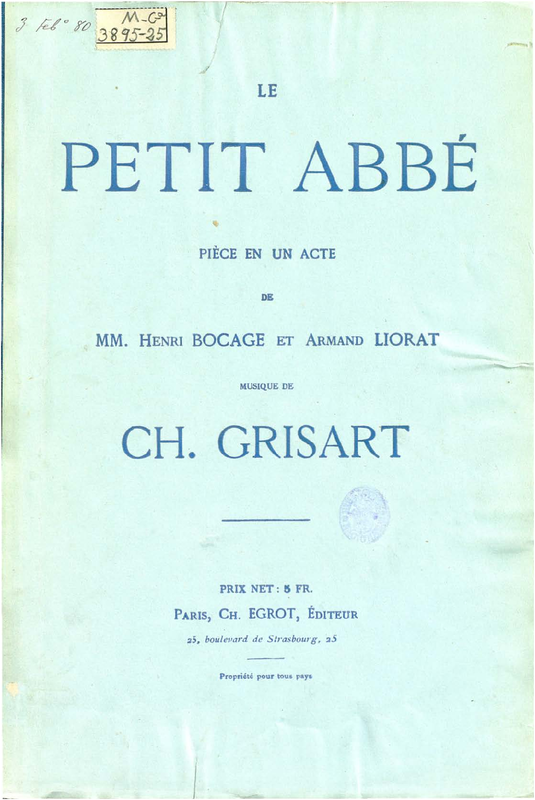 3 Feb° 80
M-Ga
3895-25
LE
PETIT ABBÉ
PIÈCE EN UN ACTE
DE
MM. HENRI BOCAGE ET ARMAND LIORAT
MUSIQUE DE
CH. GRISART
PRIX NET : 5 FR.
PARIS, CH. EGROT, ÉDITEUR
25, boulevard de Strasbourg, 25
Propriété pour tous pays